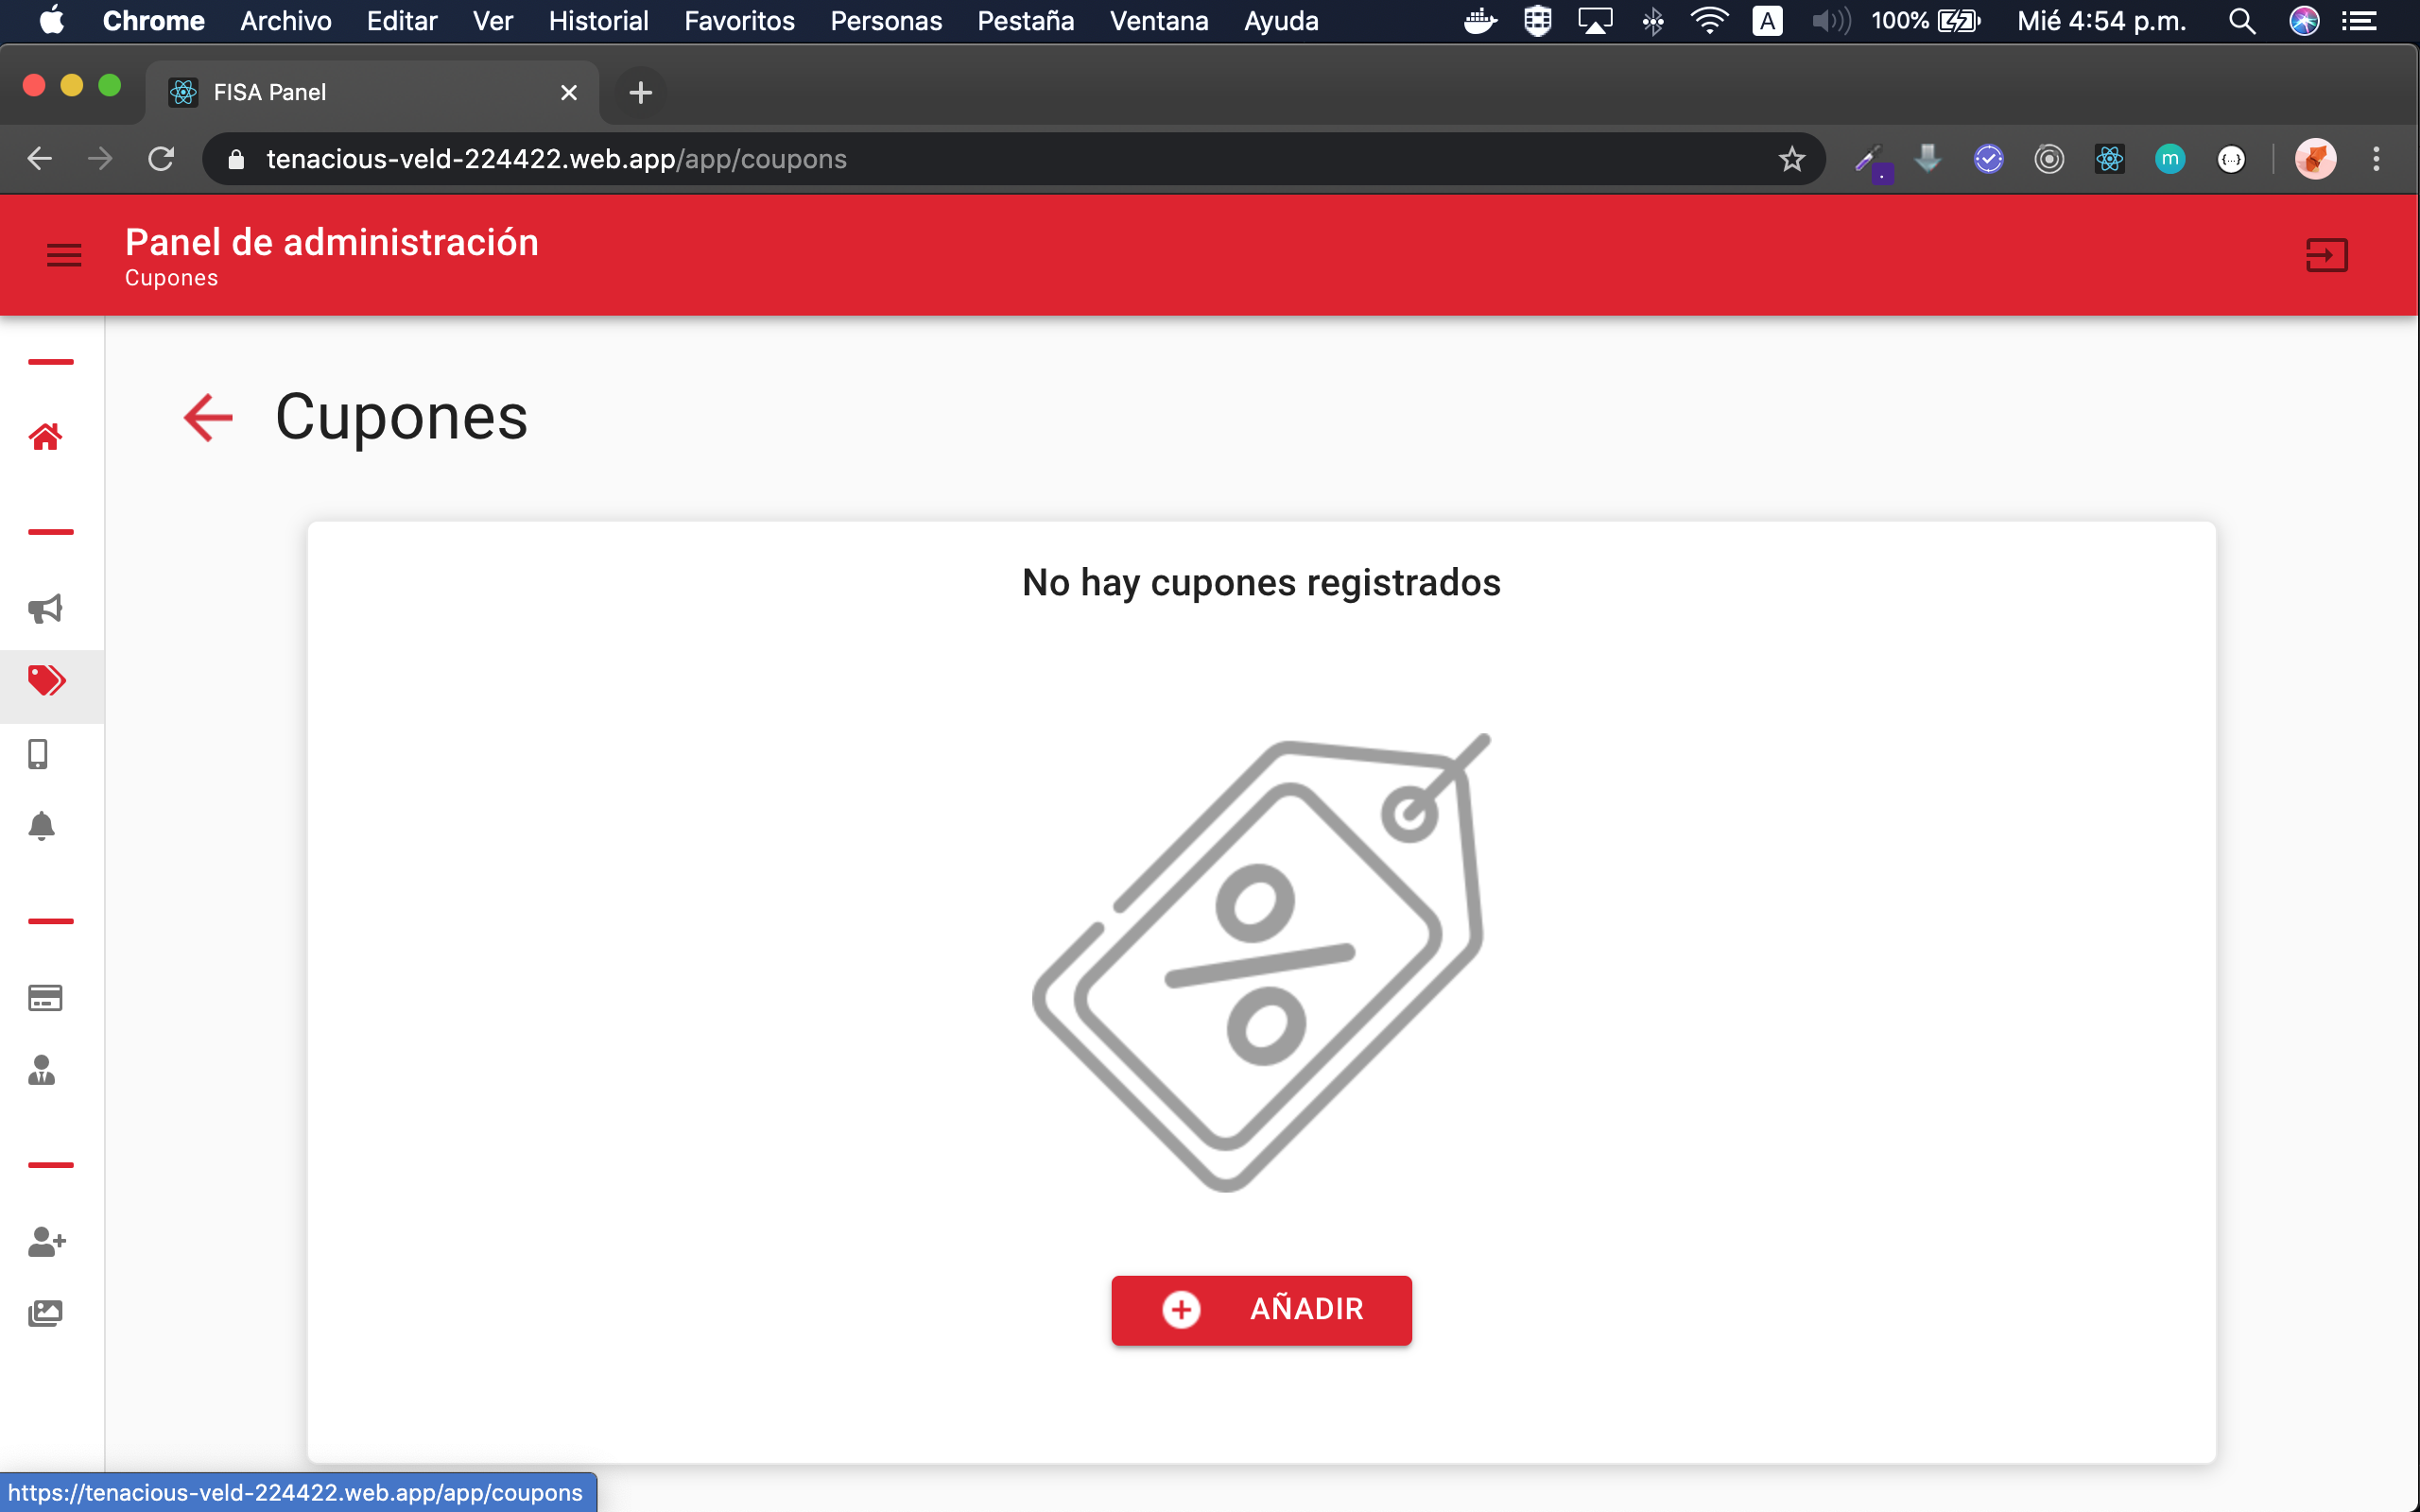 Chrome Archivo Editar Ver Historial Favoritos Personas Pestaña Ventana Ayuda A 100% Mié 4:54 p.m.
FISA Panel
tenacious-veld-224422.web.app/app/coupons
m {...}
Panel de administración
Cupones
Cupones
No hay cupones registrados
%
AÑADIR
https://tenacious-veld-224422.web.app/app/coupons